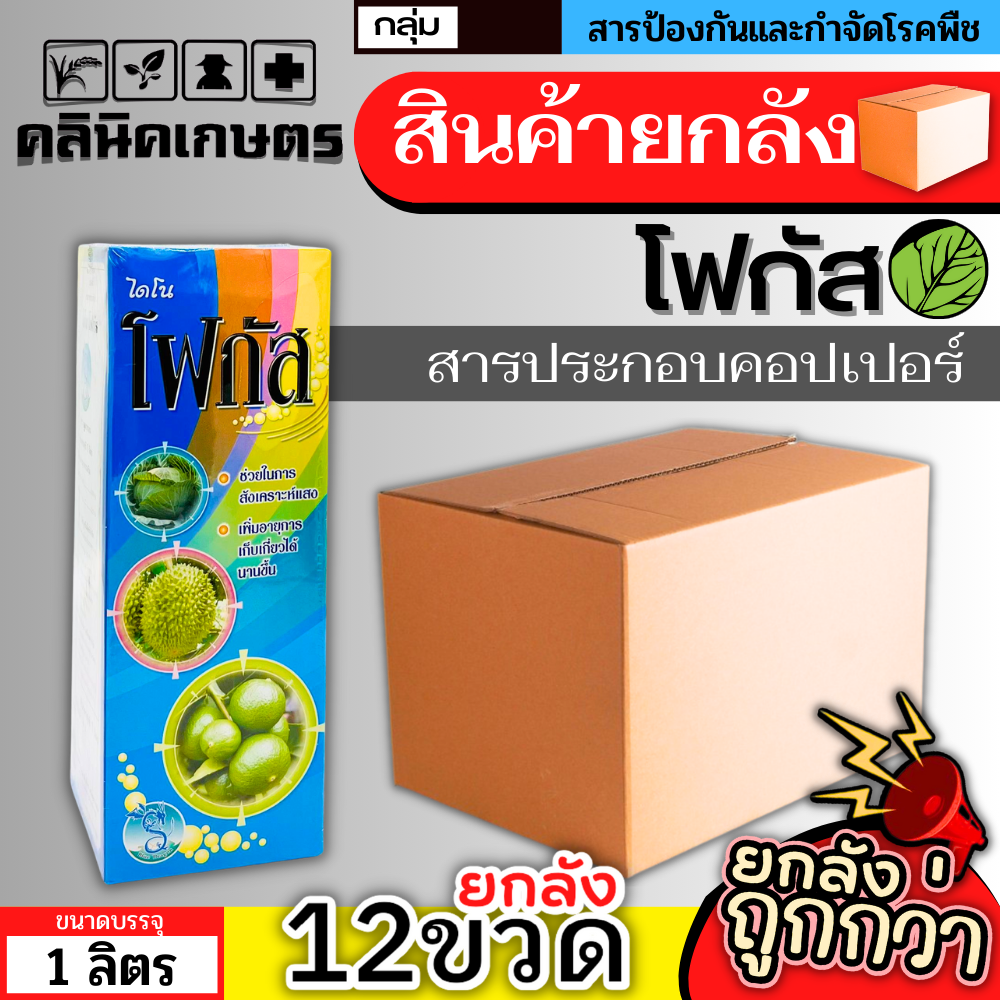 กลุ่ม
สารป้องกันและกำจัดโรคพืช
คลินิคเกษตร
สินค้ายกลัง
โฟกัส
สารประกอบคอปเปอร์
ไดโน
โฟกัส
ช่วยในการ
สังเคราะห์แสง
เพิ่มอายุการ
เก็บเกี่ยวได้
นานขึ้น
ขนาดบรรจุ
1 ลิตร
ยกลัง
12ขวด
ยกลัง
ถูกกว่า